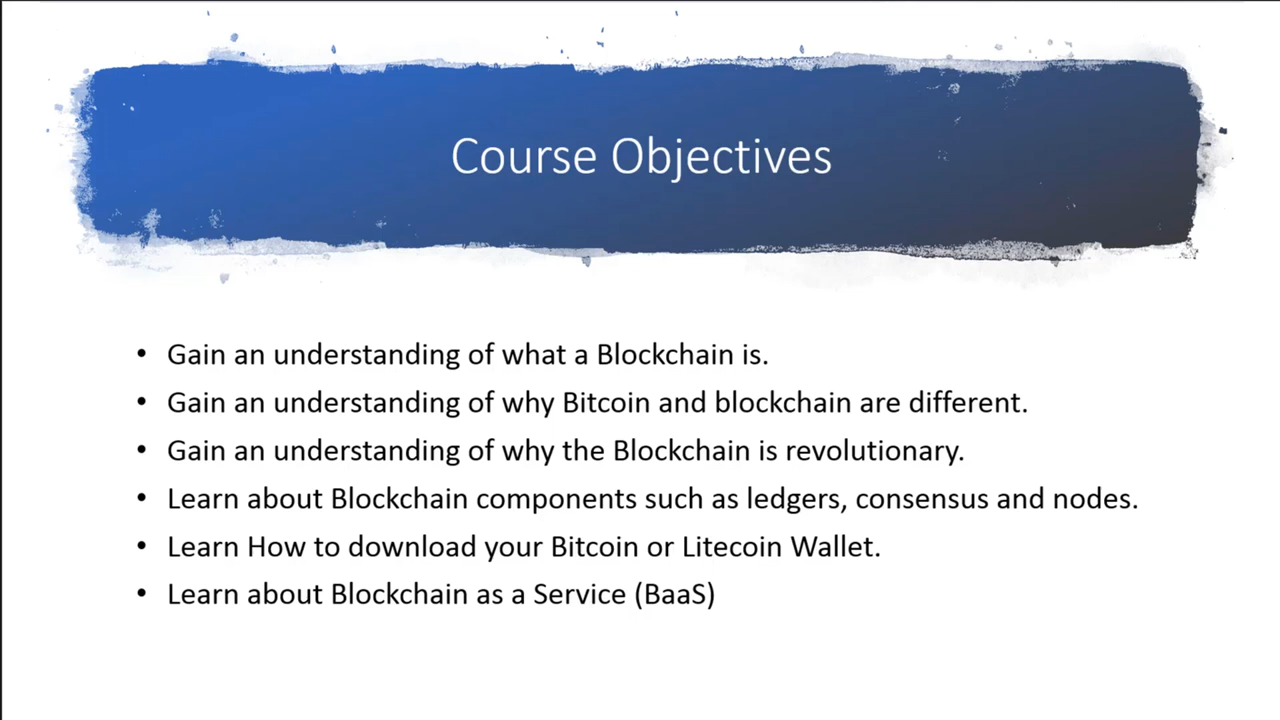 Course Objectives
• Gain an understanding of what a Blockchain is.
• Gain an understanding of why Bitcoin and blockchain are different.
• Gain an understanding of why the Blockchain is revolutionary.
• Learn about Blockchain components such as ledgers, consensus and nodes.
• Learn How to download your Bitcoin or Litecoin Wallet.
• Learn about Blockchain as a Service (BaaS)